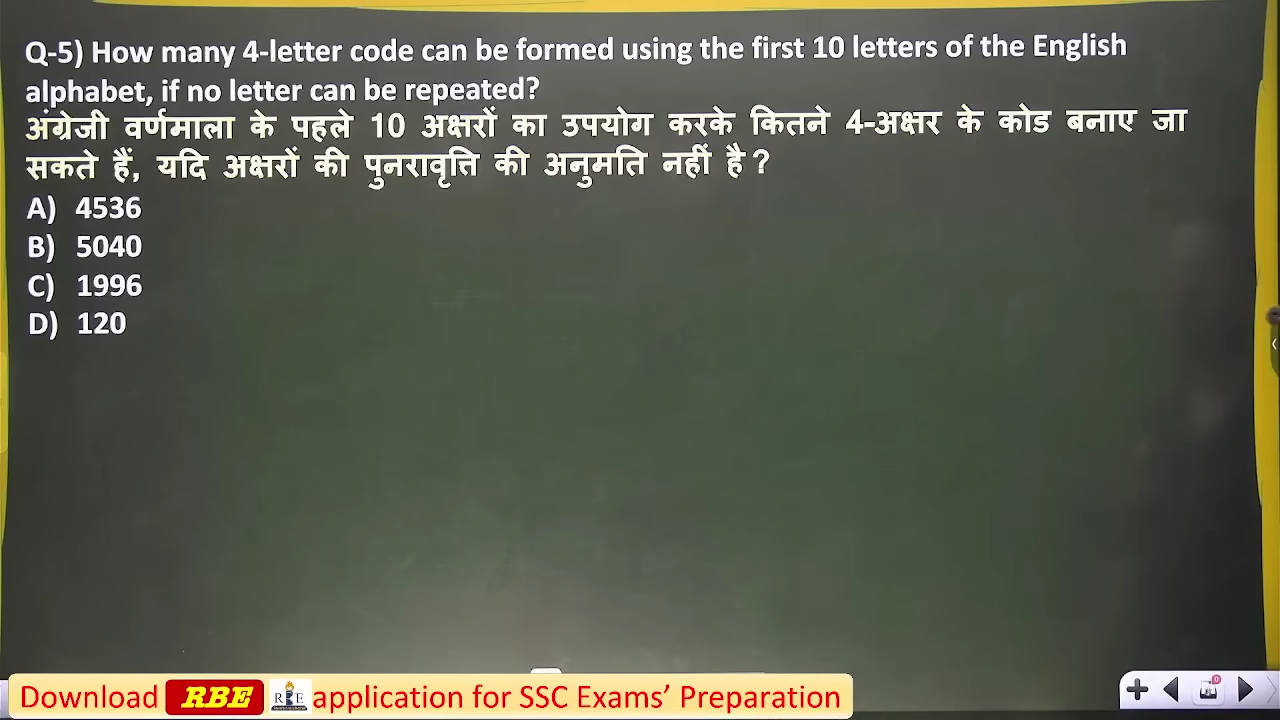 Q-5) How many 4-letter code can be formed using the first 10 letters of the English
alphabet, if no letter can be repeated?
अंग्रेजी वर्णमाला के पहले 10 अक्षरों का उपयोग करके कितने 4-अक्षर के कोड बनाए जा
सकते हैं, यदि अक्षरों की पुनरावृत्ति की अनुमति नहीं है ?
A) 4536
B) 5040
C) 1996
D) 120
Download RBE application for SSC Exams' Preparation